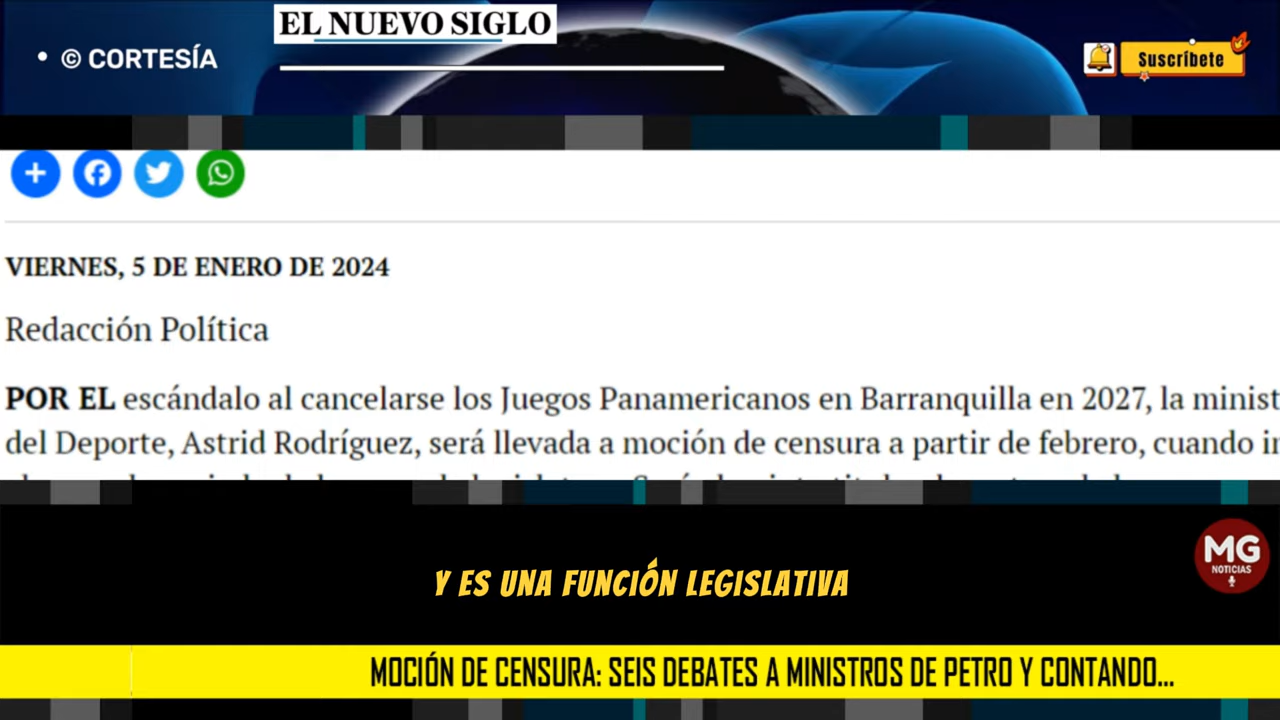 EL NUEVO SIGLO
• © CORTESÍA
Suscríbete
VIERNES, 5 DE ENERO DE 2024
Redacción Política
POR EL escándalo al cancelarse los Juegos Panamericanos en Barranquilla en 2027, la minist
del Deporte, Astrid Rodríguez, será llevada a moción de censura a partir de febrero, cuando in
Y ES UNA FUNCIÓN LEGISLATIVA
MG
NOTICIAS
MOCIÓN DE CENSURA: SEIS DEBATES A MINISTROS DE PETRO Y CONTANDO...